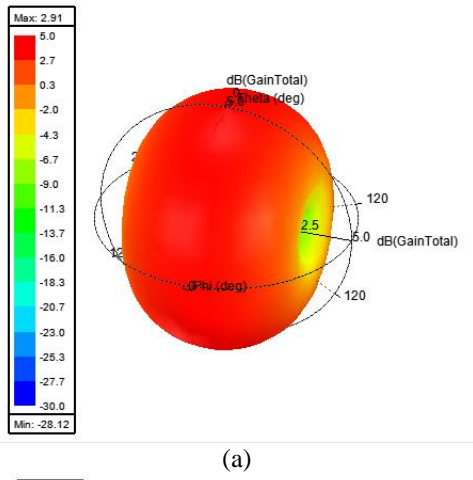 Max: 2.91
5.0
2.7
0.3
-2.0
-4.3
-6.7
-9.0
-11.3
-13.7
-16.0
-18.3
-20.7
-23.0
-25.3
-27.7
-30.0
Min: -28.12
dB(GainTotal)
Theta (deg)
120
2.5
5.0 dB(GainTotal)
Phi (deg)
120
(a)